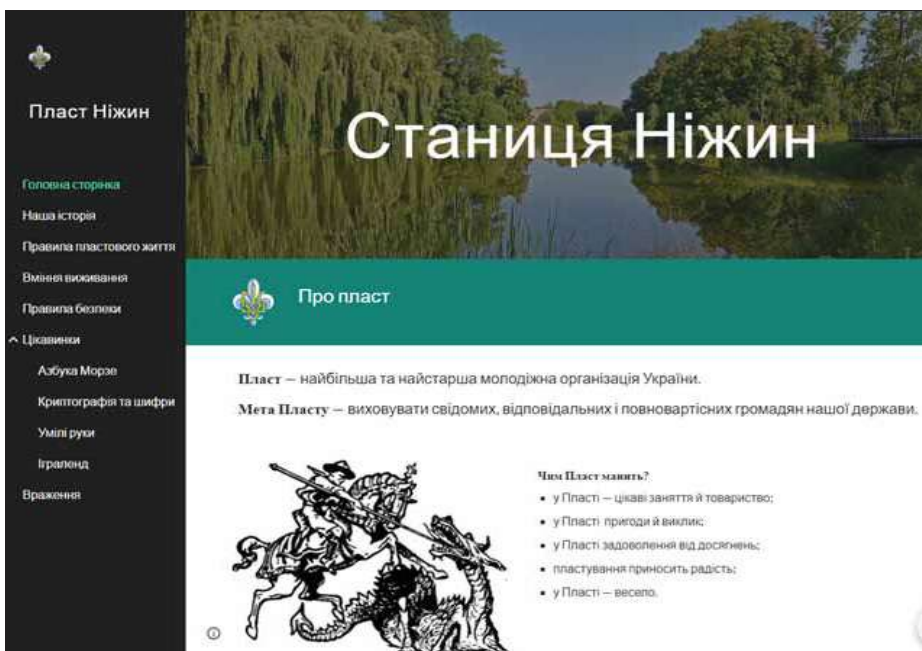 Пласт Ніжин
Головна сторінка
Наша історія
Правила пластового життя
Вміння виживання
Правила безпеки
Цікавинки
Азбука Морзе
Криптографія та шифри
Умілі руки
Іграленд
Враження
Станиця Ніжин
Про пласт
Пласт — найбільша та найстарша молодіжна організація України.
Мета Пласту — виховувати свідомих, відповідальних і повновартісних громадян нашої держави.
Чим Пласт манить?
• у Пласті — цікаві заняття й товариство;
• у Пласті пригоди й виклик;
• у Пласті задоволення від досягнень;
• пластування приносить радість;
• у Пласті — весело.